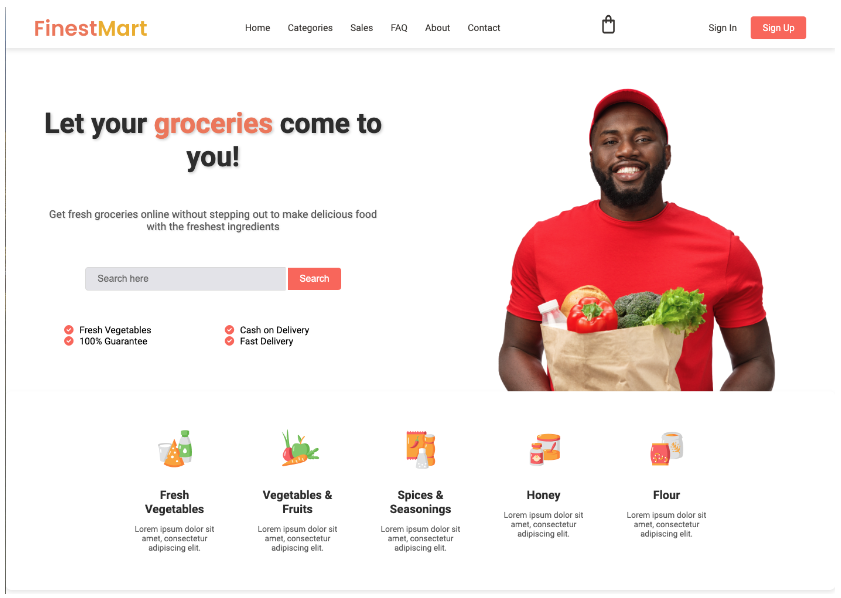 FinestMart
Home Categories Sales FAQ About Contact
Sign In Sign Up
Let your groceries come to
you!
Get fresh groceries online without stepping out to make delicious food
with the freshest ingredients
Search here Search
Fresh Vegetables Cash on Delivery
100% Guarantee Fast Delivery
Fresh
Vegetables
Lorem ipsum dolor sit
amet, consectetur
adipiscing elit.
Vegetables &
Fruits
Lorem ipsum dolor sit
amet, consectetur
adipiscing elit.
Spices &
Seasonings
Lorem ipsum dolor sit
amet, consectetur
adipiscing elit.
Honey
Lorem ipsum dolor sit
amet, consectetur
adipiscing elit.
Flour
Lorem ipsum dolor sit
amet, consectetur
adipiscing elit.